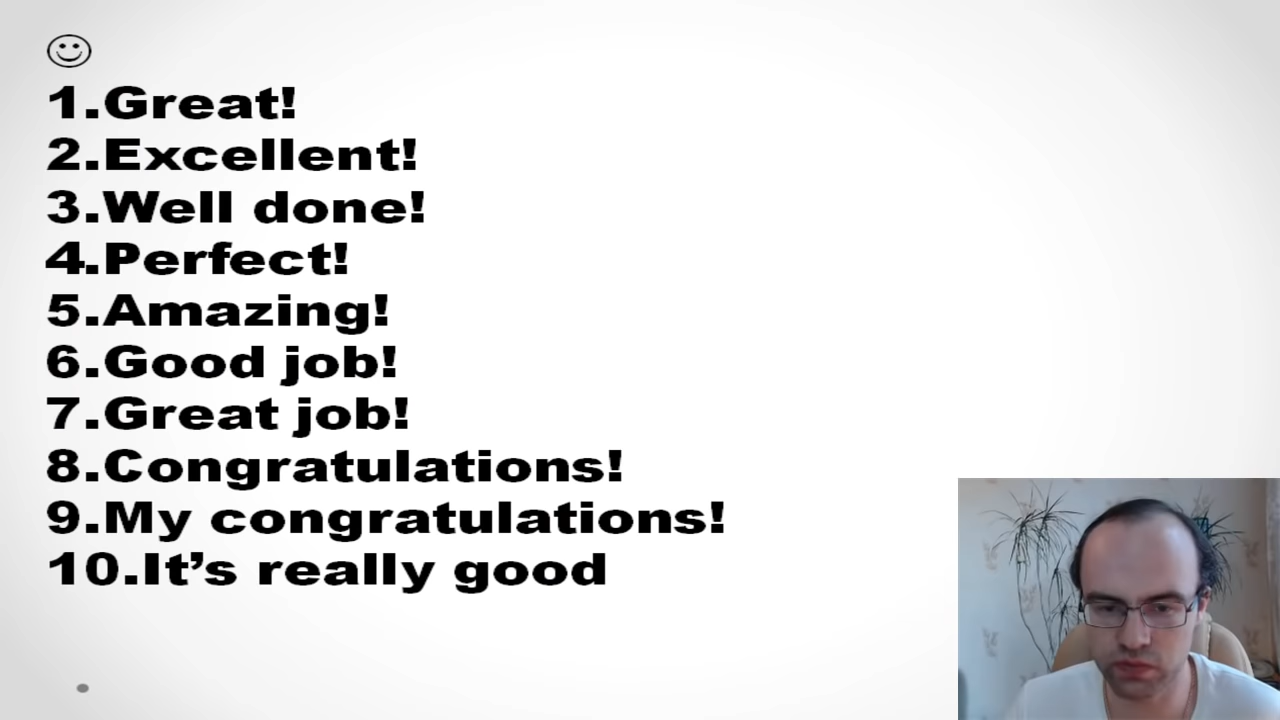 1.Great!
2.Excellent!
3.Well done!
4.Perfect!
5.Amazing!
6.Good job!
7.Great job!
8.Congratulations!
9.My congratulations!
10.It’s really good